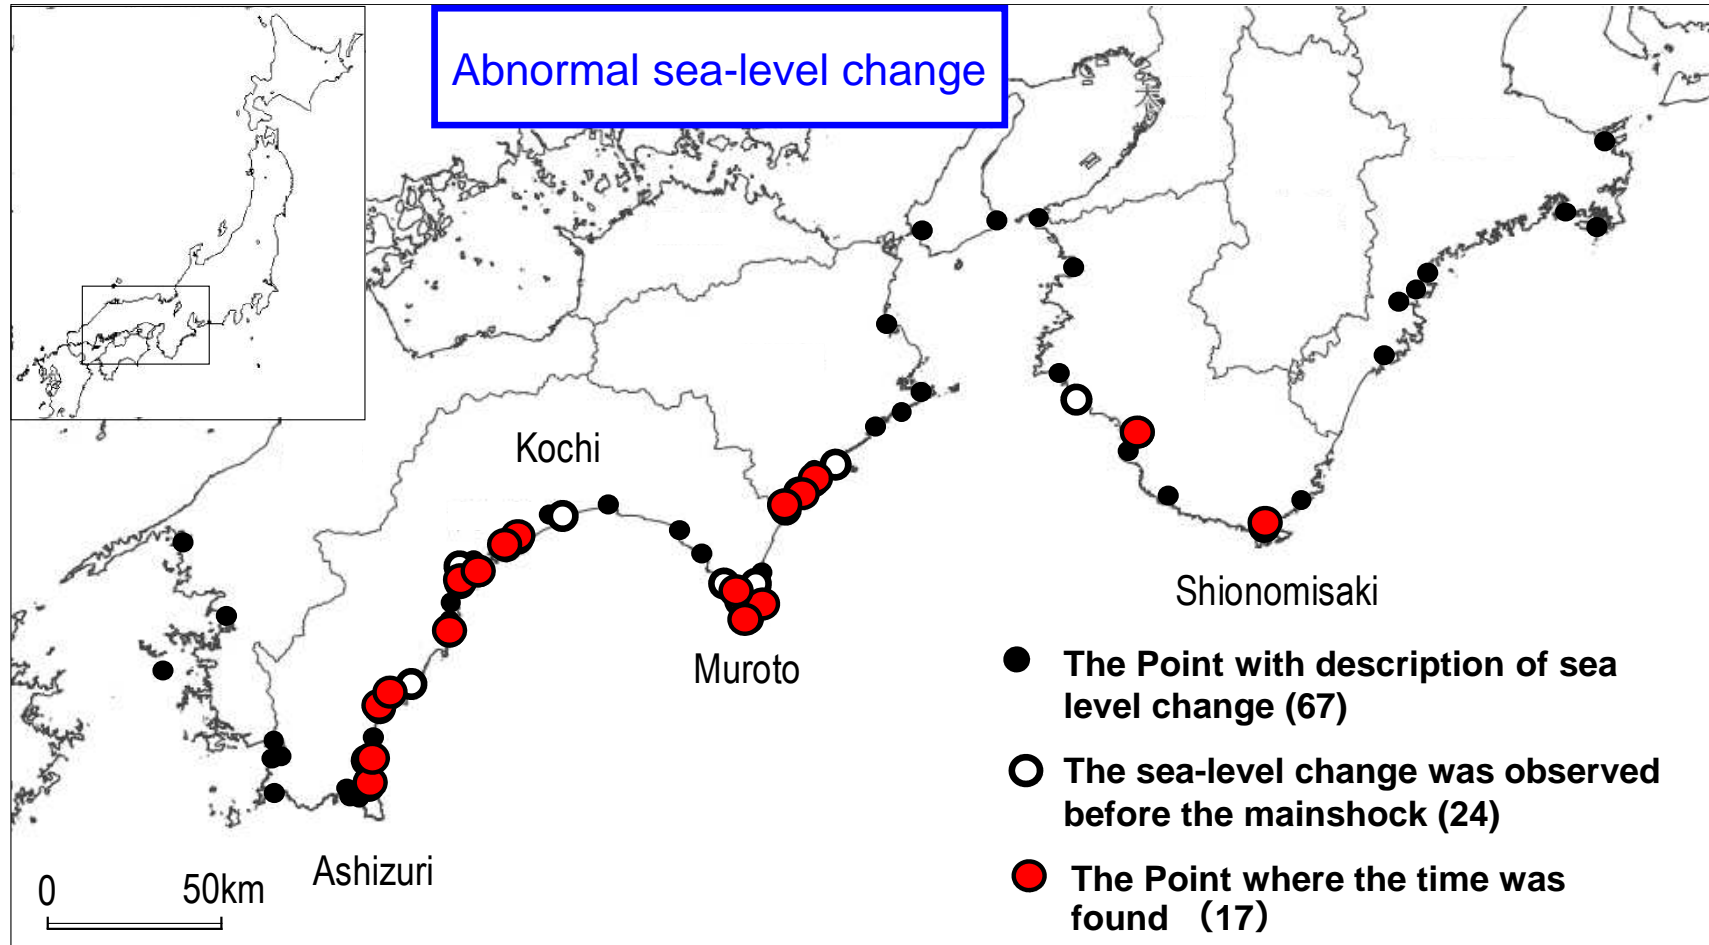 Abnormal sea-level change
Kochi
Muroto
Shionomisaki
Ashizuri
0 50km
The Point with description of sea
level change (67)
The sea-level change was observed
before the mainshock (24)
The Point where the time was
found （17）